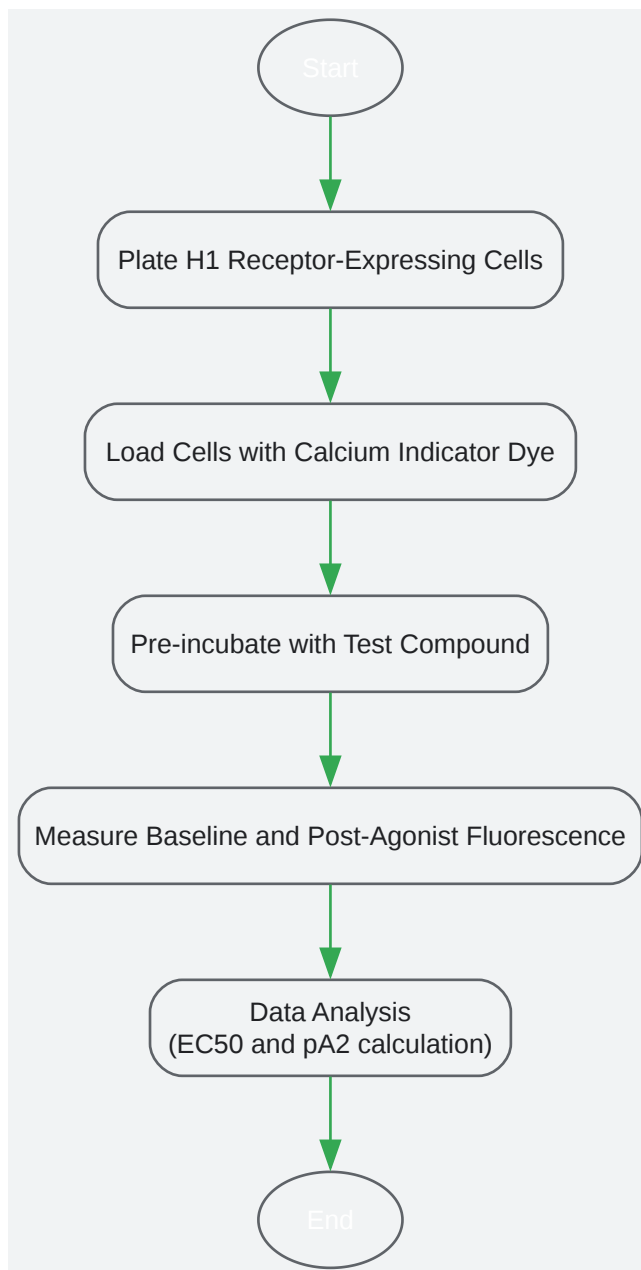 Start
Plate H1 Receptor-Expressing Cells
Load Cells with Calcium Indicator Dye
Pre-incubate with Test Compound
Measure Baseline and Post-Agonist Fluorescence
Data Analysis
(EC50 and pA2 calculation)
End